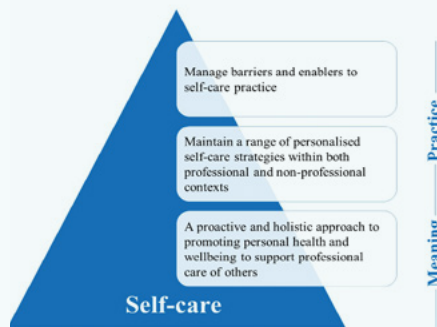 Manage barriers and enablers to
self-care practice
Maintain a range of personalised
self-care strategies within both
professional and non-professional
contexts
A proactive and holistic approach to
promoting personal health and
wellbeing to support professional
care of others
Self-care
Practice
Meaning